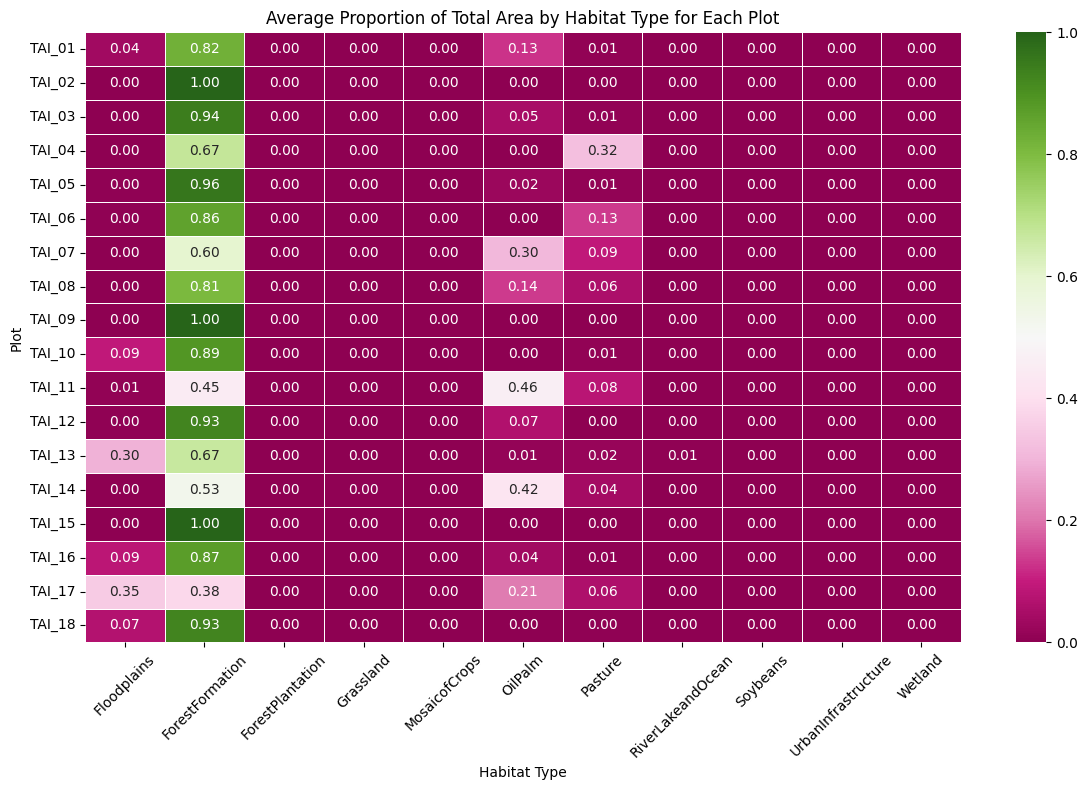 Average Proportion of Total Area by Habitat Type for Each Plot
TAI_01 0.04 0.82 0.00 0.00 0.00 0.13 0.01 0.00 0.00 0.00 0.00
TAI_02 0.00 1.00 0.00 0.00 0.00 0.00 0.00 0.00 0.00 0.00 0.00
TAI_03 0.00 0.94 0.00 0.00 0.00 0.05 0.01 0.00 0.00 0.00 0.00
TAI_04 0.00 0.67 0.00 0.00 0.00 0.00 0.32 0.00 0.00 0.00 0.00
TAI_05 0.00 0.96 0.00 0.00 0.00 0.02 0.01 0.00 0.00 0.00 0.00
TAI_06 0.00 0.86 0.00 0.00 0.00 0.00 0.13 0.00 0.00 0.00 0.00
TAI_07 0.00 0.60 0.00 0.00 0.00 0.30 0.09 0.00 0.00 0.00 0.00
TAI_08 0.00 0.81 0.00 0.00 0.00 0.14 0.06 0.00 0.00 0.00 0.00
TAI_09 0.00 1.00 0.00 0.00 0.00 0.00 0.00 0.00 0.00 0.00 0.00
TAI_10 0.09 0.89 0.00 0.00 0.00 0.00 0.01 0.00 0.00 0.00 0.00
TAI_11 0.01 0.45 0.00 0.00 0.00 0.46 0.08 0.00 0.00 0.00 0.00
TAI_12 0.00 0.93 0.00 0.00 0.00 0.07 0.00 0.00 0.00 0.00 0.00
TAI_13 0.30 0.67 0.00 0.00 0.00 0.01 0.02 0.01 0.00 0.00 0.00
TAI_14 0.00 0.53 0.00 0.00 0.00 0.42 0.04 0.00 0.00 0.00 0.00
TAI_15 0.00 1.00 0.00 0.00 0.00 0.00 0.00 0.00 0.00 0.00 0.00
TAI_16 0.09 0.87 0.00 0.00 0.00 0.04 0.01 0.00 0.00 0.00 0.00
TAI_17 0.35 0.38 0.00 0.00 0.00 0.21 0.06 0.00 0.00 0.00 0.00
TAI_18 0.07 0.93 0.00 0.00 0.00 0.00 0.00 0.00 0.00 0.00 0.00
Plot
Floodplains ForestFormation ForestPlantation Grassland MosaicofCrops OilPalm Pasture RiverLakeandOcean Soybeans UrbanInfrastructure Wetland
Habitat Type
1.0
0.8
0.6
0.4
0.2
0.0